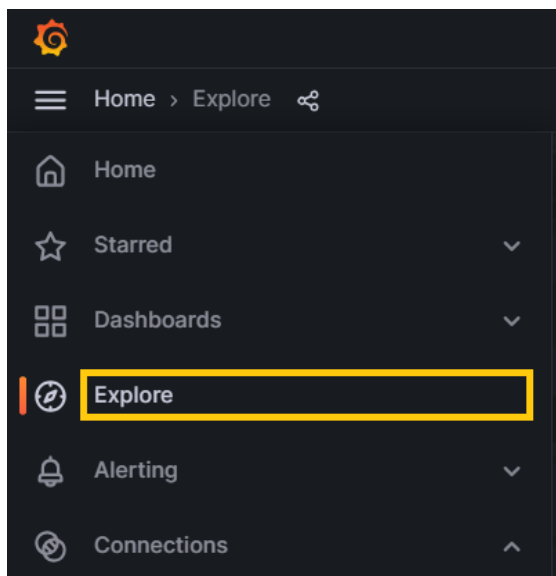 Home › Explore
Home
Starred
Dashboards
Explore
Alerting
Connections